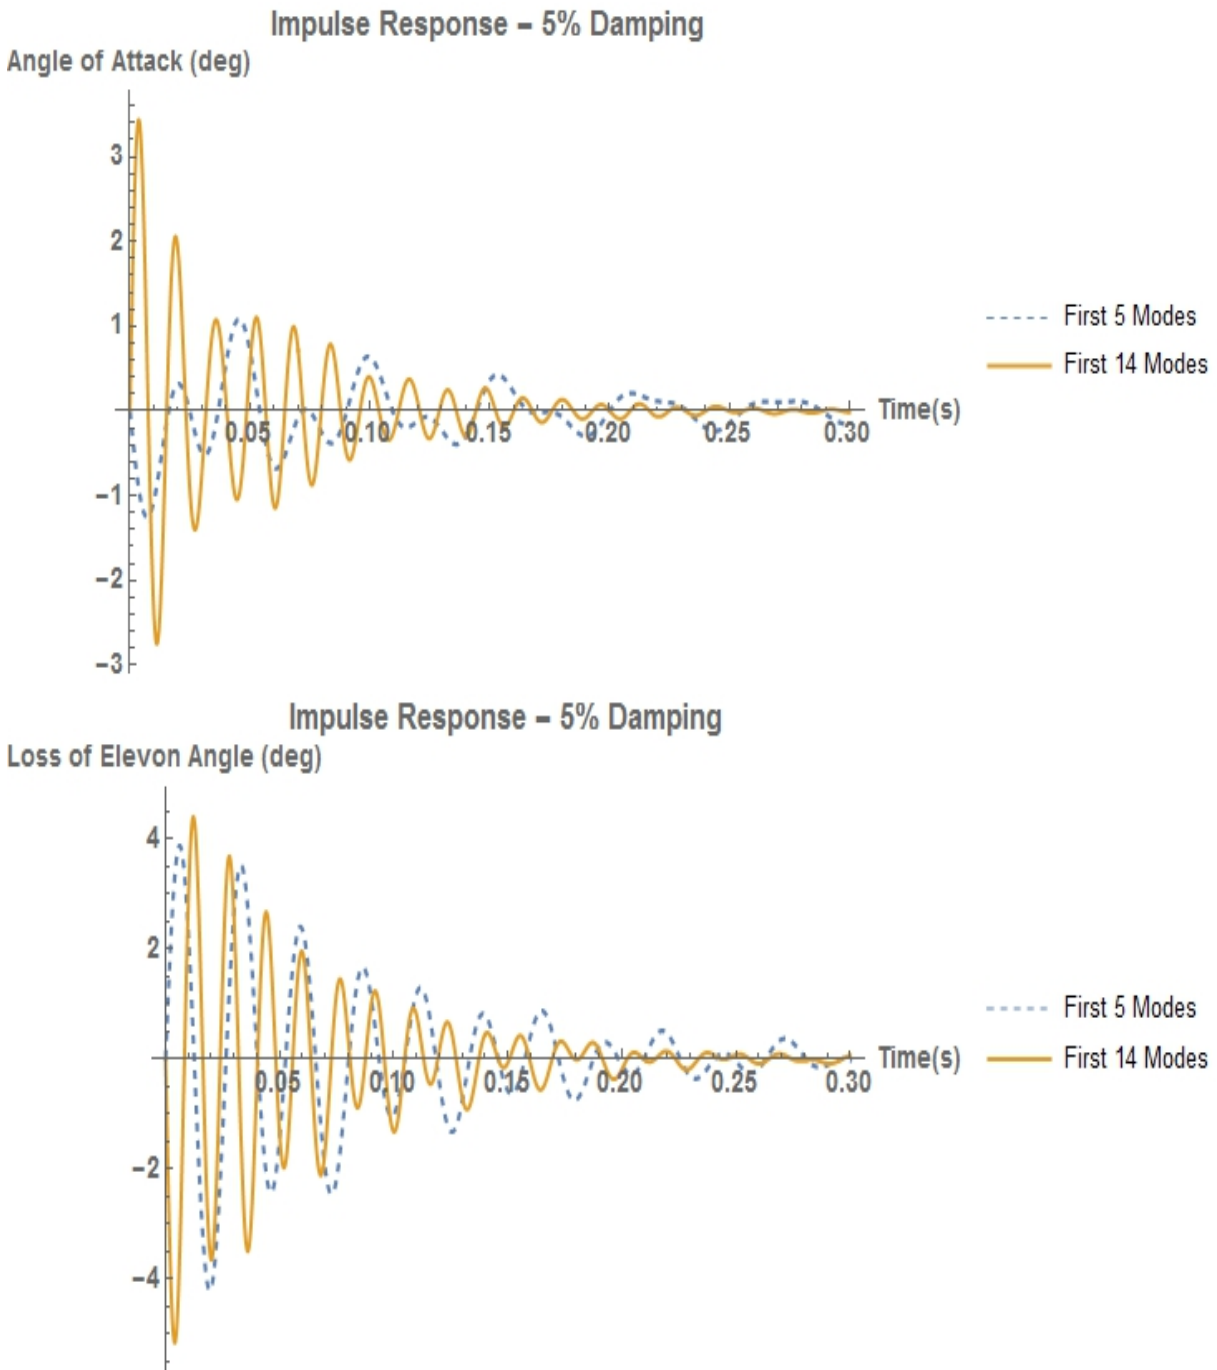 Impulse Response – 5% Damping
Angle of Attack (deg)
3
2
1
First 5 Modes
First 14 Modes
Time(s)
0.05 0.10 0.15 0.20 0.25 0.30
−1
−2
−3
Impulse Response – 5% Damping
Loss of Elevon Angle (deg)
4
2
First 5 Modes
First 14 Modes
Time(s)
0.05 0.10 0.15 0.20 0.25 0.30
−2
−4